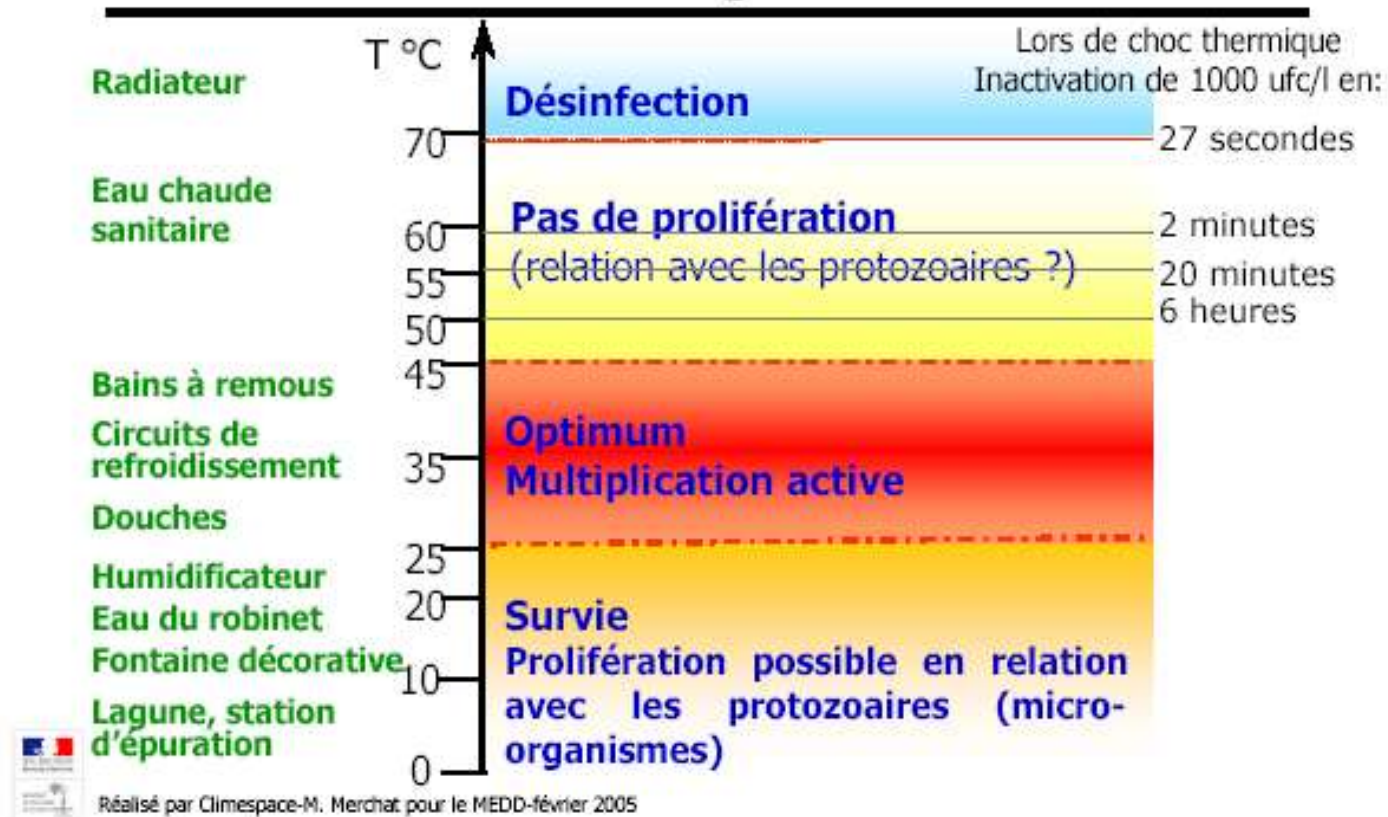 T °C
Lors de choc thermique
Inactivation de 1000 ufc/l en:
Radiateur
Désinfection
70
27 secondes
Eau chaude
sanitaire
Pas de prolifération
60
2 minutes
(relation avec les protozoaires ?)
55
20 minutes
50
6 heures
45
Bains à remous
Circuits de
refroidissement
Optimum
35
Multiplication active
Douches
25
Humidificateur
20
Eau du robinet
Survie
Fontaine décorative
10
Prolifération possible en relation
avec les protozoaires (micro-
organismes)
Lagune, station
d'épuration
0
Réalisé par Climespace-M. Merchat pour le MEDD-février 2005